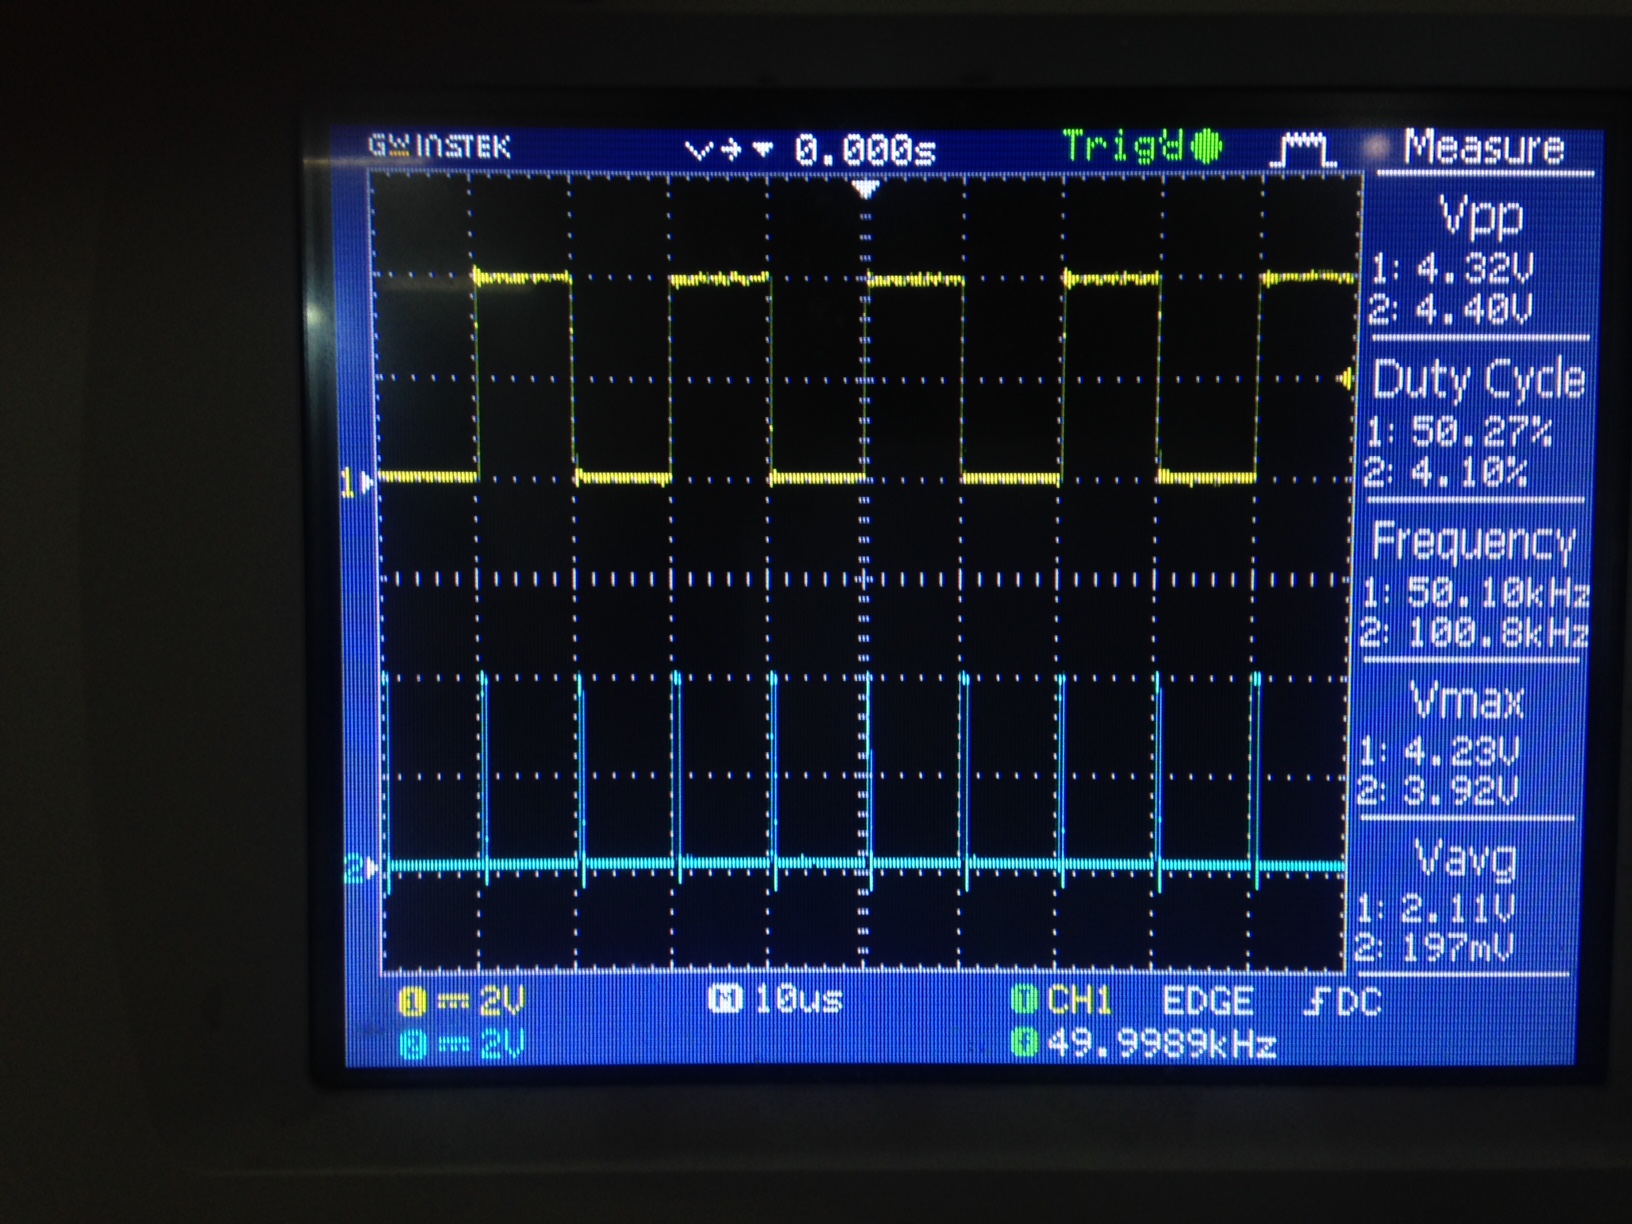 GW INSTEK 0.000s Trig'd Measure
Vpp
1: 4.32V
2: 4.40V
Duty Cycle
1: 50.27%
2: 4.10%
Frequency
1: 50.10kHz
2: 100.8kHz
Vmax
1: 4.23V
2: 3.92V
Vavg
1: 2.11V
2: 197mV
1
2
1 2V M 10us T CH1 EDGE DC
2 2V F 49.9989kHz